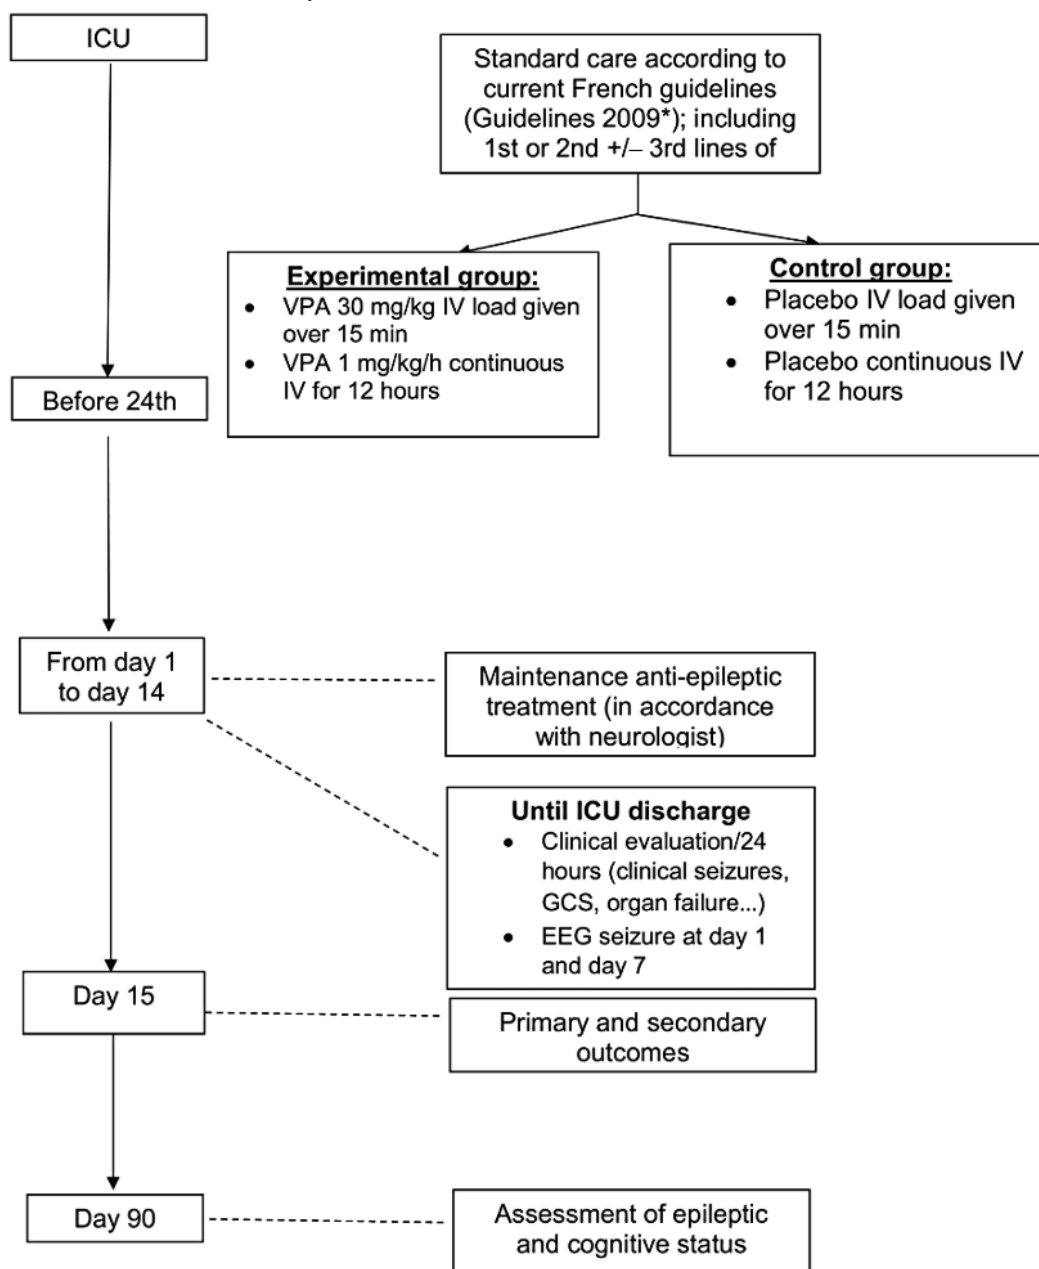 ICU
Standard care according to
current French guidelines
(Guidelines 2009*); including
1st or 2nd +/– 3rd lines of
Experimental group:
• VPA 30 mg/kg IV load given
over 15 min
• VPA 1 mg/kg/h continuous
IV for 12 hours
Control group:
• Placebo IV load given
over 15 min
• Placebo continuous IV
for 12 hours
Before 24th
From day 1
to day 14
Maintenance anti-epileptic
treatment (in accordance
with neurologist)
Until ICU discharge
• Clinical evaluation/24
hours (clinical seizures,
GCS, organ failure...)
• EEG seizure at day 1
and day 7
Day 15
Primary and secondary
outcomes
Day 90
Assessment of epileptic
and cognitive status